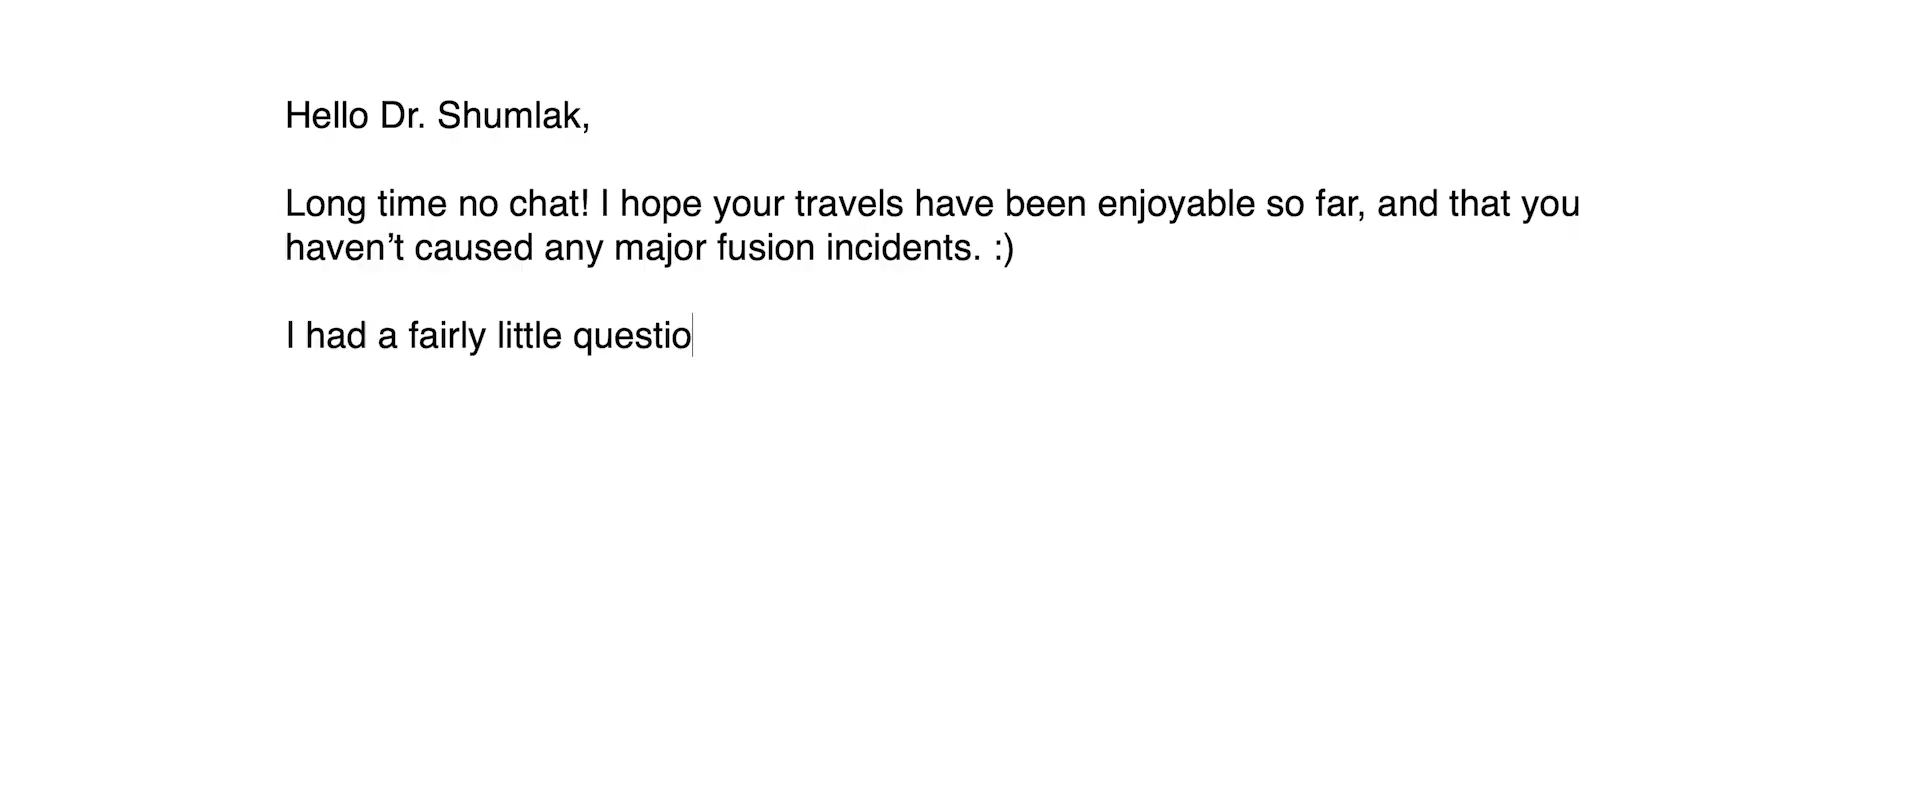 Hello Dr. Shumlak,
Long time no chat! I hope your travels have been enjoyable so far, and that you
haven’t caused any major fusion incidents. :)
I had a fairly little questio